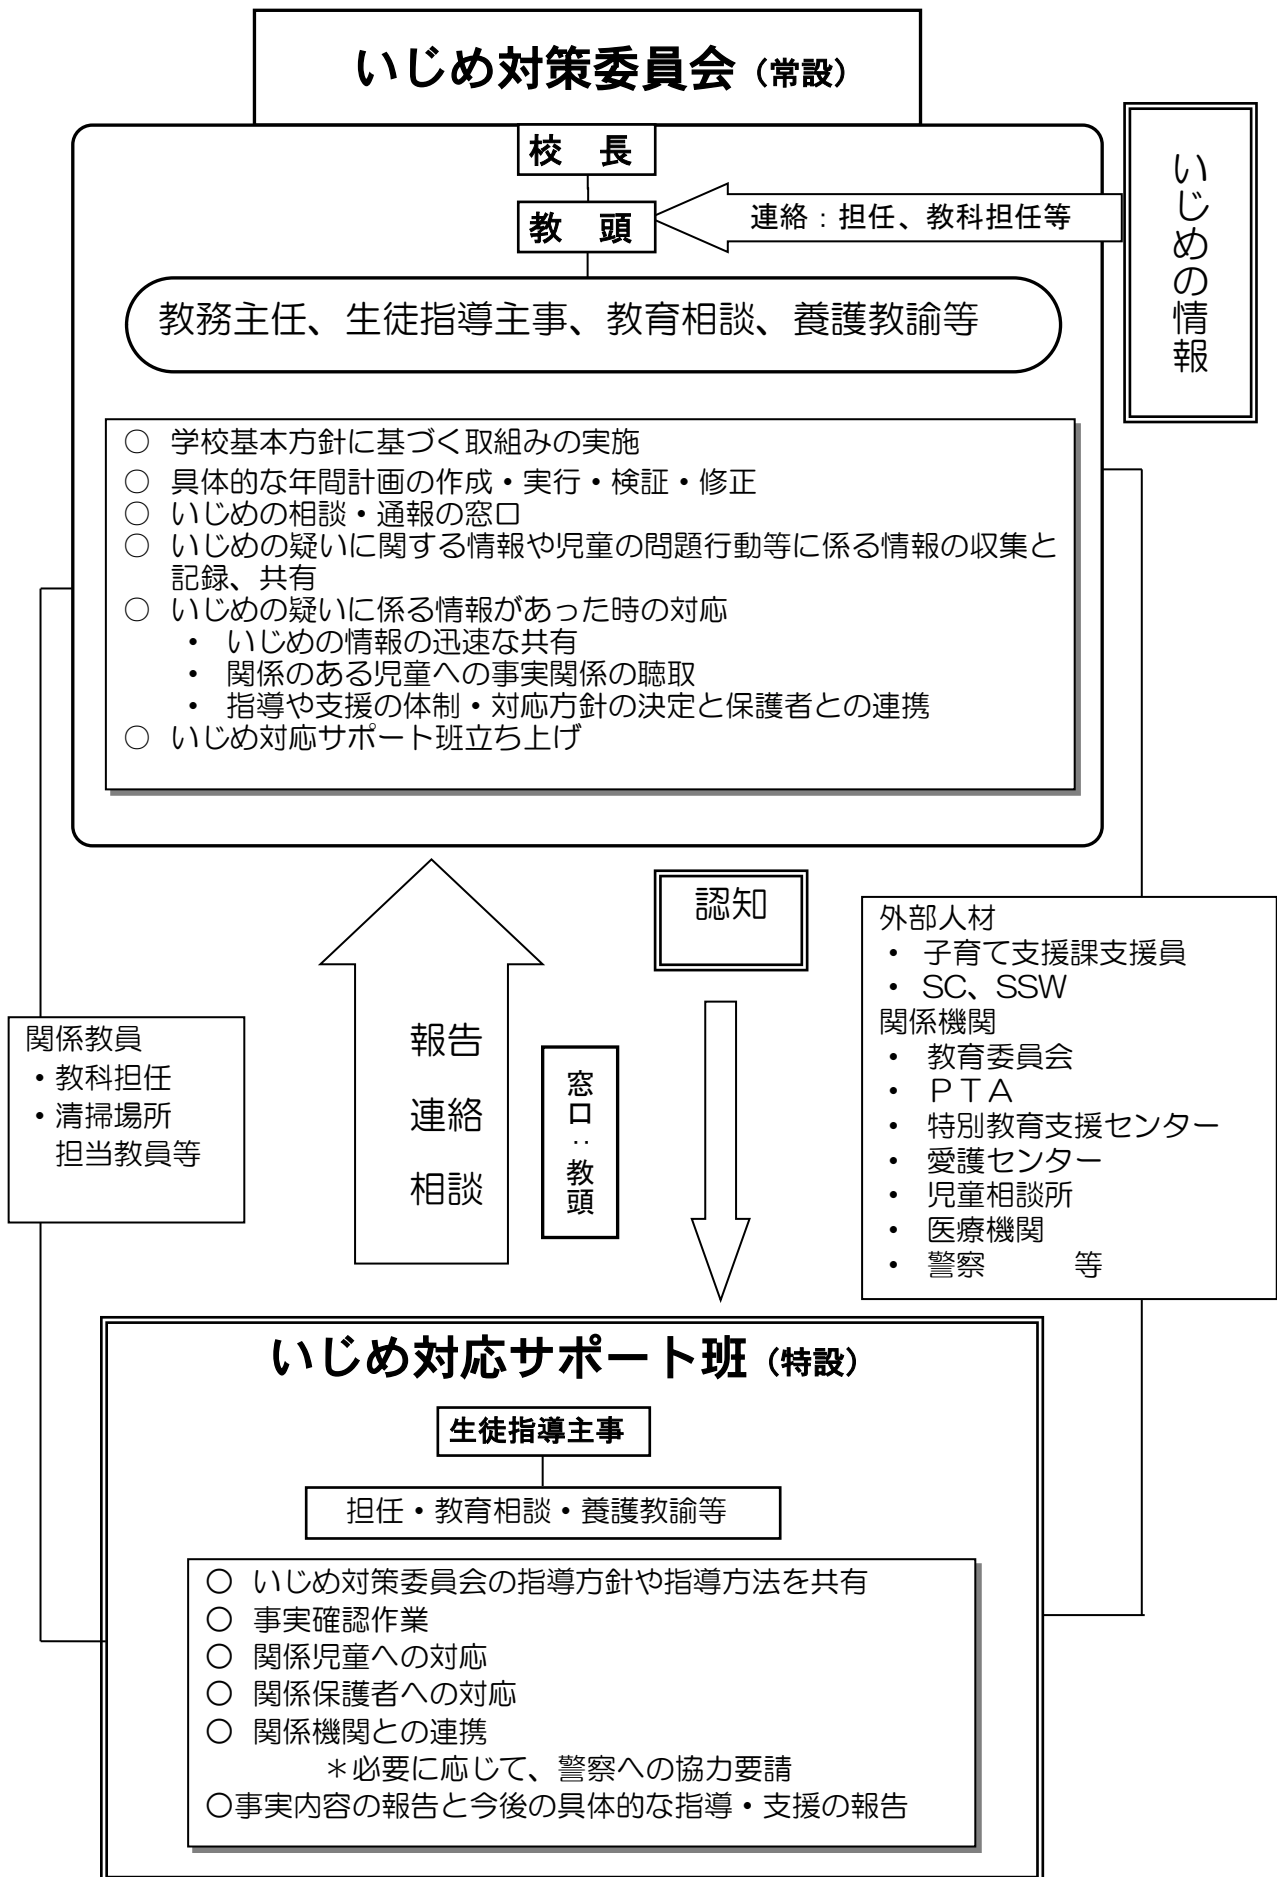 いじめ対策委員会（常設）
校　長
教　頭
連絡：担任、教科担任等
いじめの情報
教務主任、生徒指導主事、教育相談、養護教諭等
○ 学校基本方針に基づく取組みの実施
○ 具体的な年間計画の作成・実行・検証・修正
○ いじめの相談・通報の窓口
○ いじめの疑いに関する情報や児童の問題行動等に係る情報の収集と
記録、共有
○ いじめの疑いに係る情報があった時の対応
・ いじめの情報の迅速な共有
・ 関係のある児童への事実関係の聴取
・ 指導や支援の体制・対応方針の決定と保護者との連携
○ いじめ対応サポート班立ち上げ
認知
外部人材
・ 子育て支援課支援員
・ SC、SSW
関係機関
・ 教育委員会
・ ＰＴＡ
・ 特別教育支援センター
・ 愛護センター
・ 児童相談所
・ 医療機関
・ 警察　　　等
関係教員
・教科担任
・清掃場所
担当教員等
報告
連絡
相談
窓口：教頭
いじめ対応サポート班（特設）
生徒指導主事
担任・教育相談・養護教諭等
○ いじめ対策委員会の指導方針や指導方法を共有
○ 事実確認作業
○ 関係児童への対応
○ 関係保護者への対応
○ 関係機関との連携
＊必要に応じて、警察への協力要請
○事実内容の報告と今後の具体的な指導・支援の報告